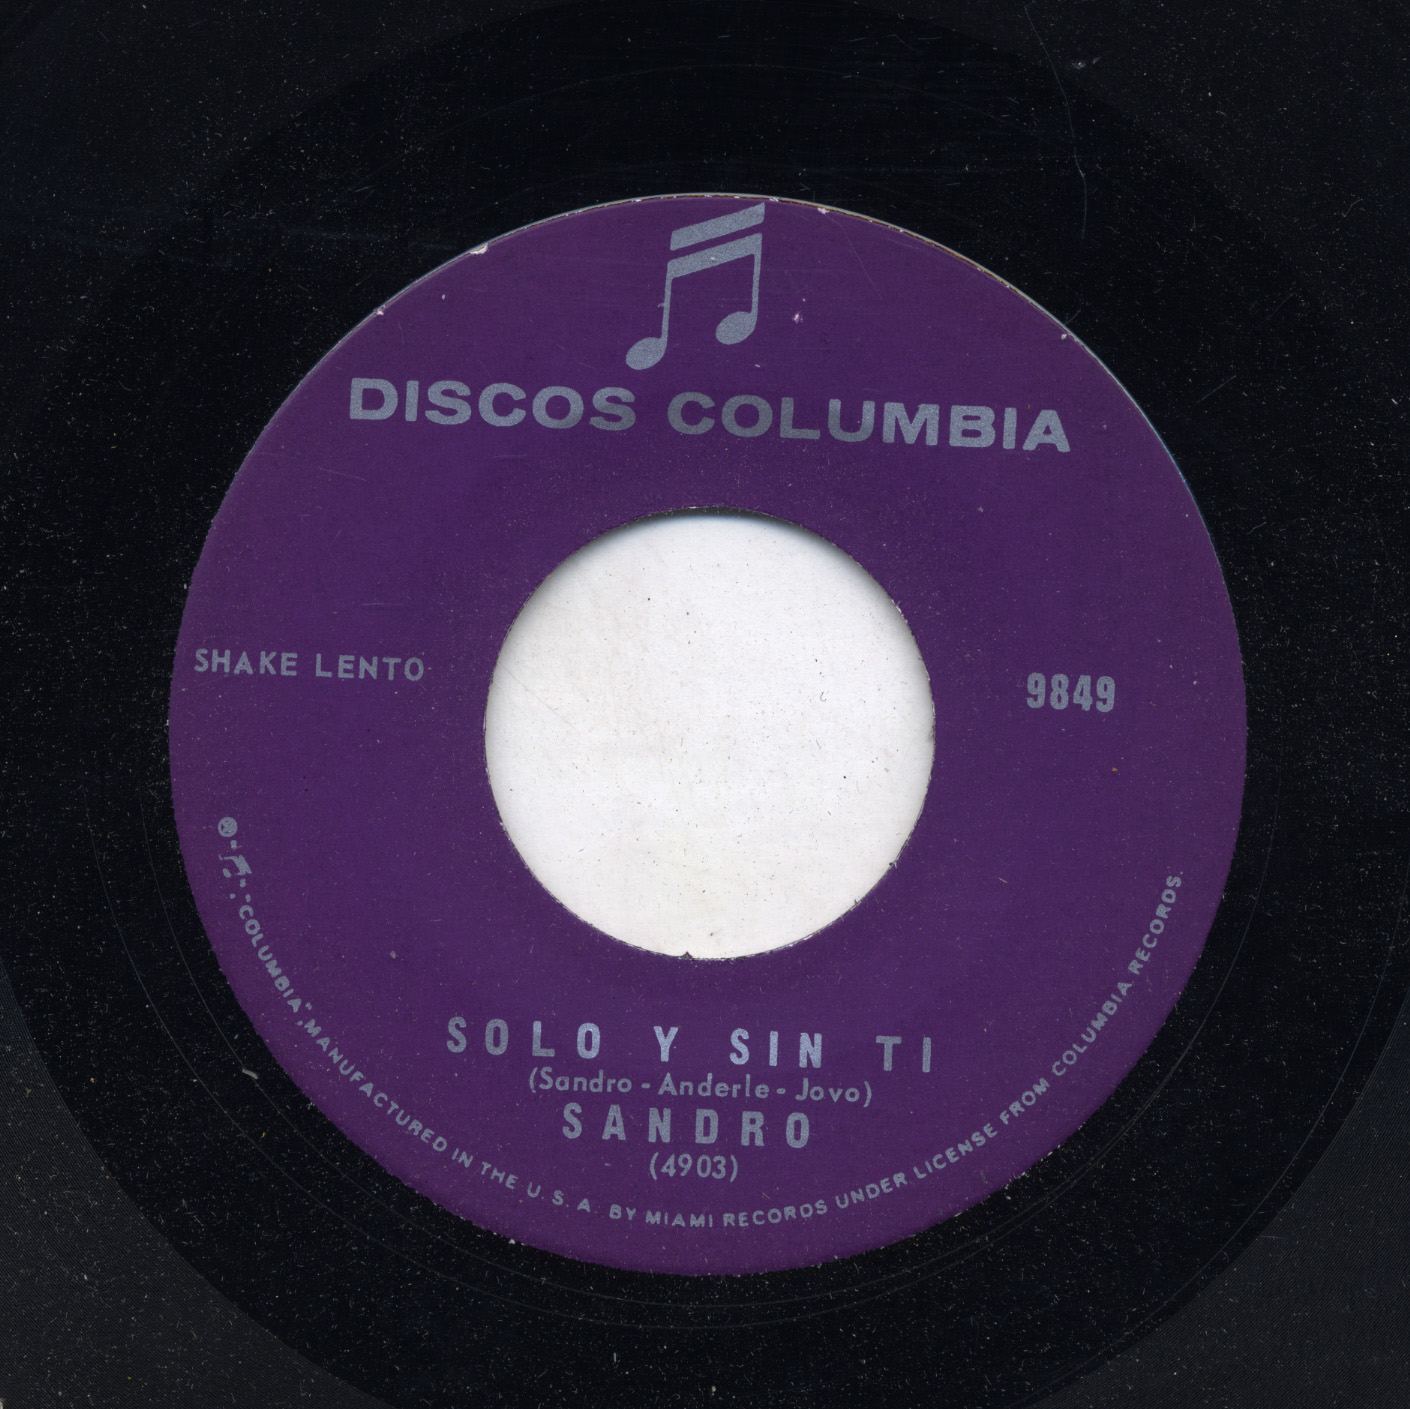 DISCOS COLUMBIA
SHAKE LENTO
9849
SOLO Y SIN TI
(Sandro - Anderle - Jovo)
SANDRO
(4903)
"COLUMBIA", MANUFACTURED IN THE U. S. A. BY MIAMI RECORDS UNDER LICENSE FROM COLUMBIA RECORDS.